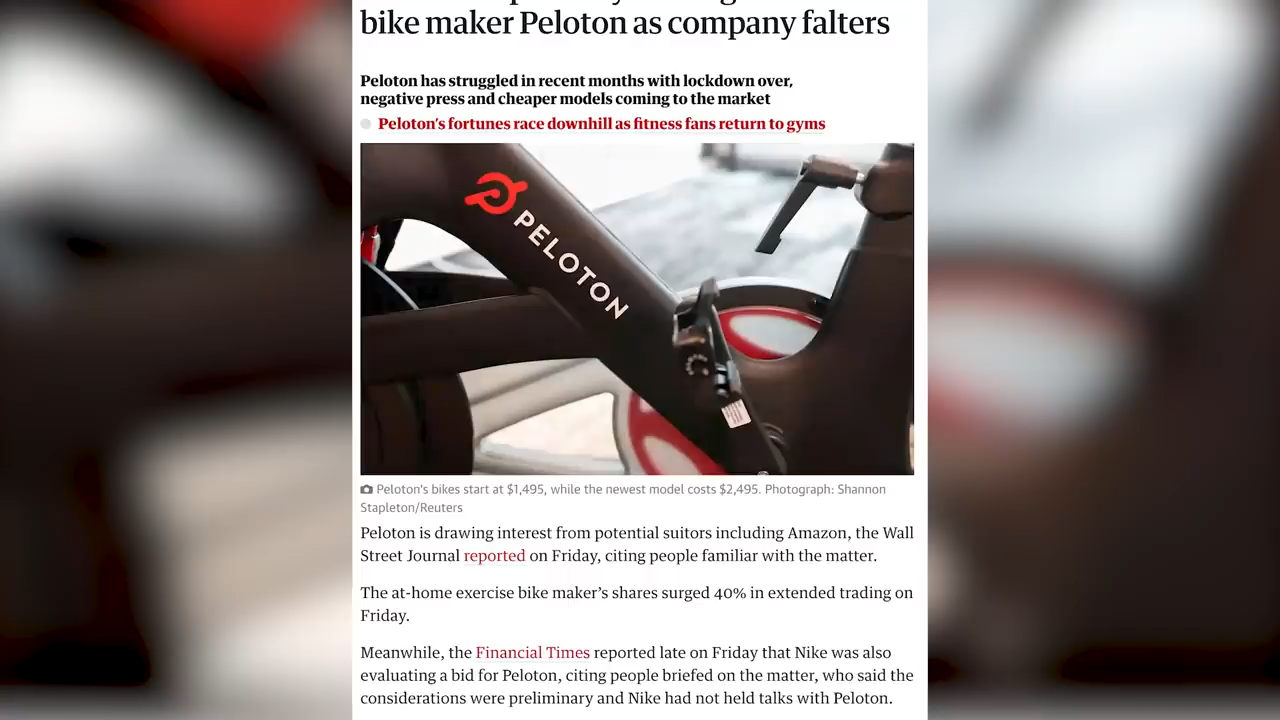 bike maker Peloton as company falters
Peloton has struggled in recent months with lockdown over,
negative press and cheaper models coming to the market
Peloton's fortunes race downhill as fitness fans return to gyms
PELOTON
Peloton's bikes start at $1,495, while the newest model costs $2,495. Photograph: Shannon
Stapleton/Reuters
Peloton is drawing interest from potential suitors including Amazon, the Wall
Street Journal reported on Friday, citing people familiar with the matter.
The at-home exercise bike maker's shares surged 40% in extended trading on
Friday.
Meanwhile, the Financial Times reported late on Friday that Nike was also
evaluating a bid for Peloton, citing people briefed on the matter, who said the
considerations were preliminary and Nike had not held talks with Peloton.